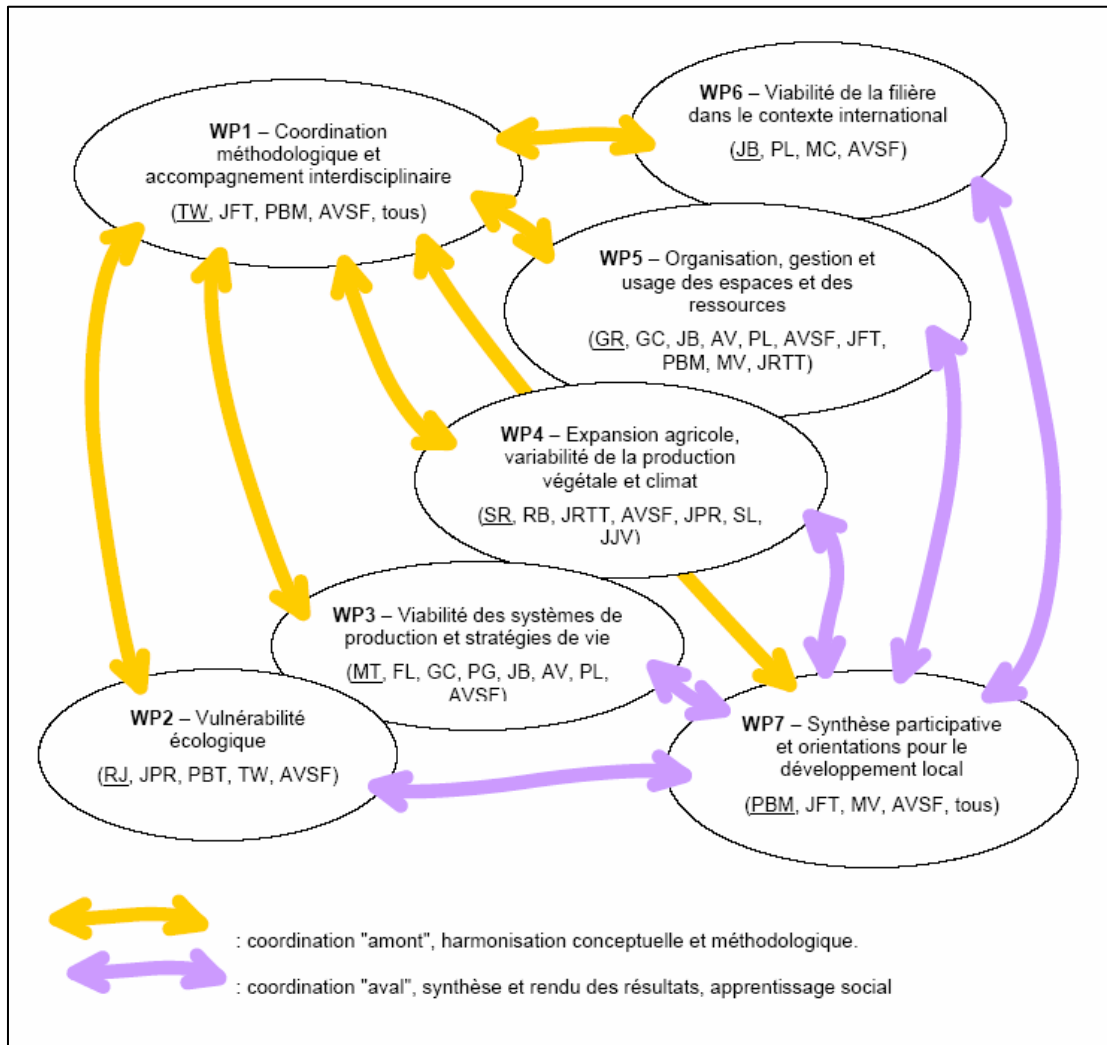 WP6 – Viabilité de la filière
dans le contexte international
(JB, PL, MC, AVSF)
WP1 – Coordination
méthodologique et
accompagnement interdisciplinaire
(TW, JFT, PBM, AVSF, tous)
WP5 – Organisation, gestion et
usage des espaces et des
ressources
(GR, GC, JB, AV, PL, AVSF, JFT,
PBM, MV, JRTT)
WP4 – Expansion agricole,
variabilité de la production
végétale et climat
(SR, RB, JRTT, AVSF, JPR, SL,
JJV)
WP3 – Viabilité des systèmes de
production et stratégies de vie
(MT, FL, GC, PG, JB, AV, PL,
AVSF)
WP2 – Vulnérabilité
écologique
(RJ, JPR, PBT, TW, AVSF)
WP7 – Synthèse participative
et orientations pour le
développement local
(PBM, JFT, MV, AVSF, tous)
: coordination "amont", harmonisation conceptuelle et méthodologique.
: coordination "aval", synthèse et rendu des résultats, apprentissage social